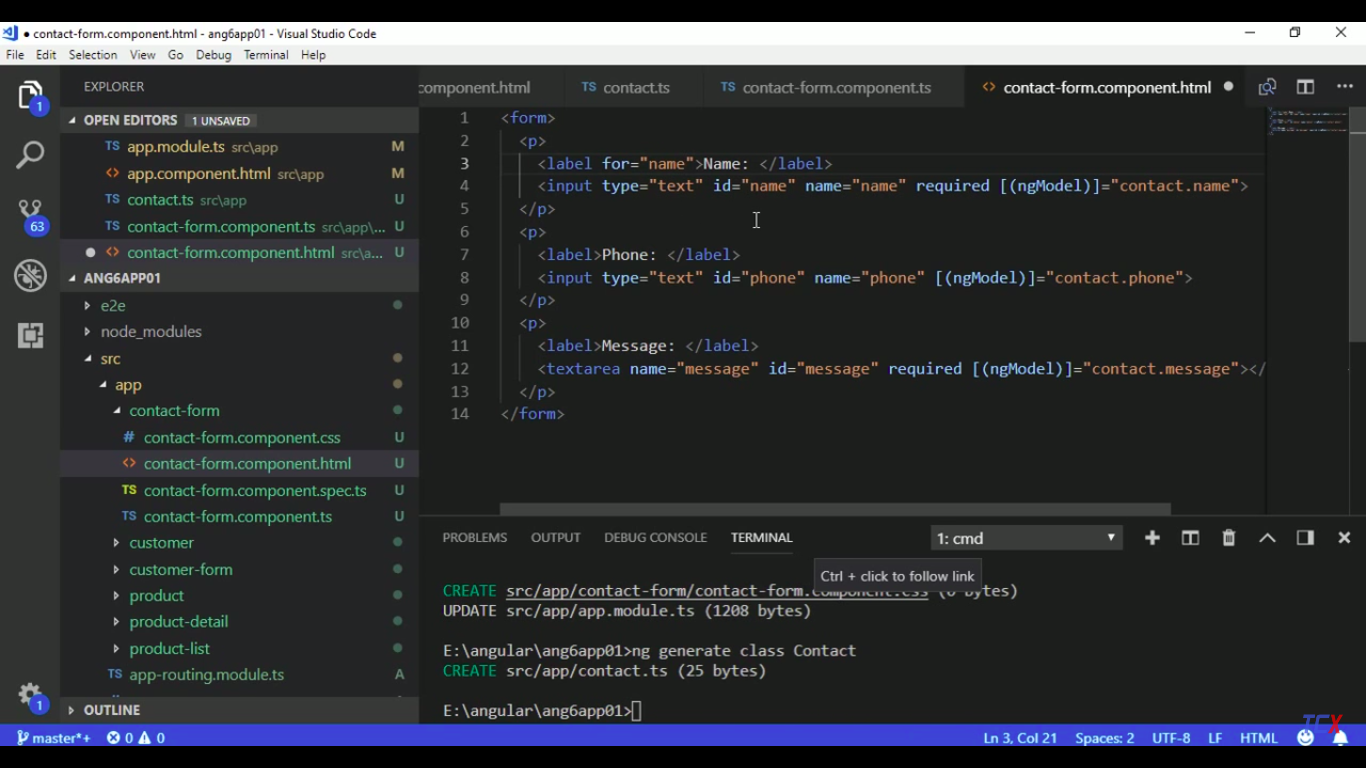 contact-form.component.html - ang6app01 - Visual Studio Code
File Edit Selection View Go Debug Terminal Help
EXPLORER
component.html
TS contact.ts
TS contact-form.component.ts
<> contact-form.component.html
OPEN EDITORS 1 UNSAVED
TS app.module.ts src\app M
<> app.component.html src\app M
TS contact.ts src\app U
TS contact-form.component.ts src\app\... U
<> contact-form.component.html src\a... U
ANG6APP01
e2e
node_modules
src
app
contact-form
# contact-form.component.css U
<> contact-form.component.html U
TS contact-form.component.spec.ts U
TS contact-form.component.ts U
customer
customer-form
product
product-detail
product-list
TS app-routing.module.ts A
OUTLINE
1
63
1
1 <form>
2 <p>
3 <label for="name">Name: </label>
4 <input type="text" id="name" name="name" required [(ngModel)]="contact.name">
5 </p>
6 <p>
7 <label>Phone: </label>
8 <input type="text" id="phone" name="phone" [(ngModel)]="contact.phone">
9 </p>
10 <p>
11 <label>Message: </label>
12 <textarea name="message" id="message" required [(ngModel)]="contact.message"></
13 </p>
14 </form>
PROBLEMS OUTPUT DEBUG CONSOLE TERMINAL 1: cmd
Ctrl + click to follow link
CREATE src/app/contact-form/contact-form.component.css (0 bytes)
UPDATE src/app/app.module.ts (1208 bytes)
E:\angular\ang6app01>ng generate class Contact
CREATE src/app/contact.ts (25 bytes)
E:\angular\ang6app01>
master*+ 0 0 Ln 3, Col 21 Spaces: 2 UTF-8 LF HTML
TCX